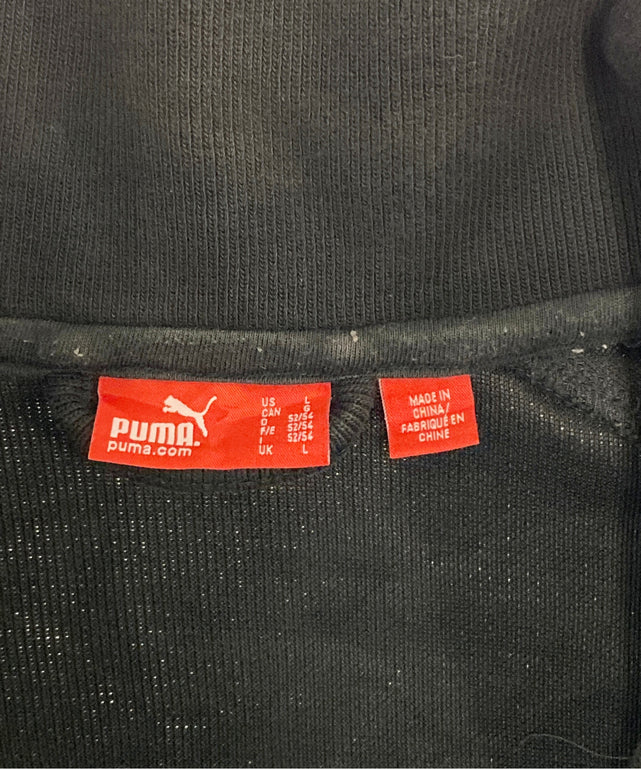 PUMA.
puma.com
US L
CAN G
D 52/54
F/E 52/54
I 52/54
UK L
MADE IN
CHINA/
FABRIQUÉ EN
CHINE